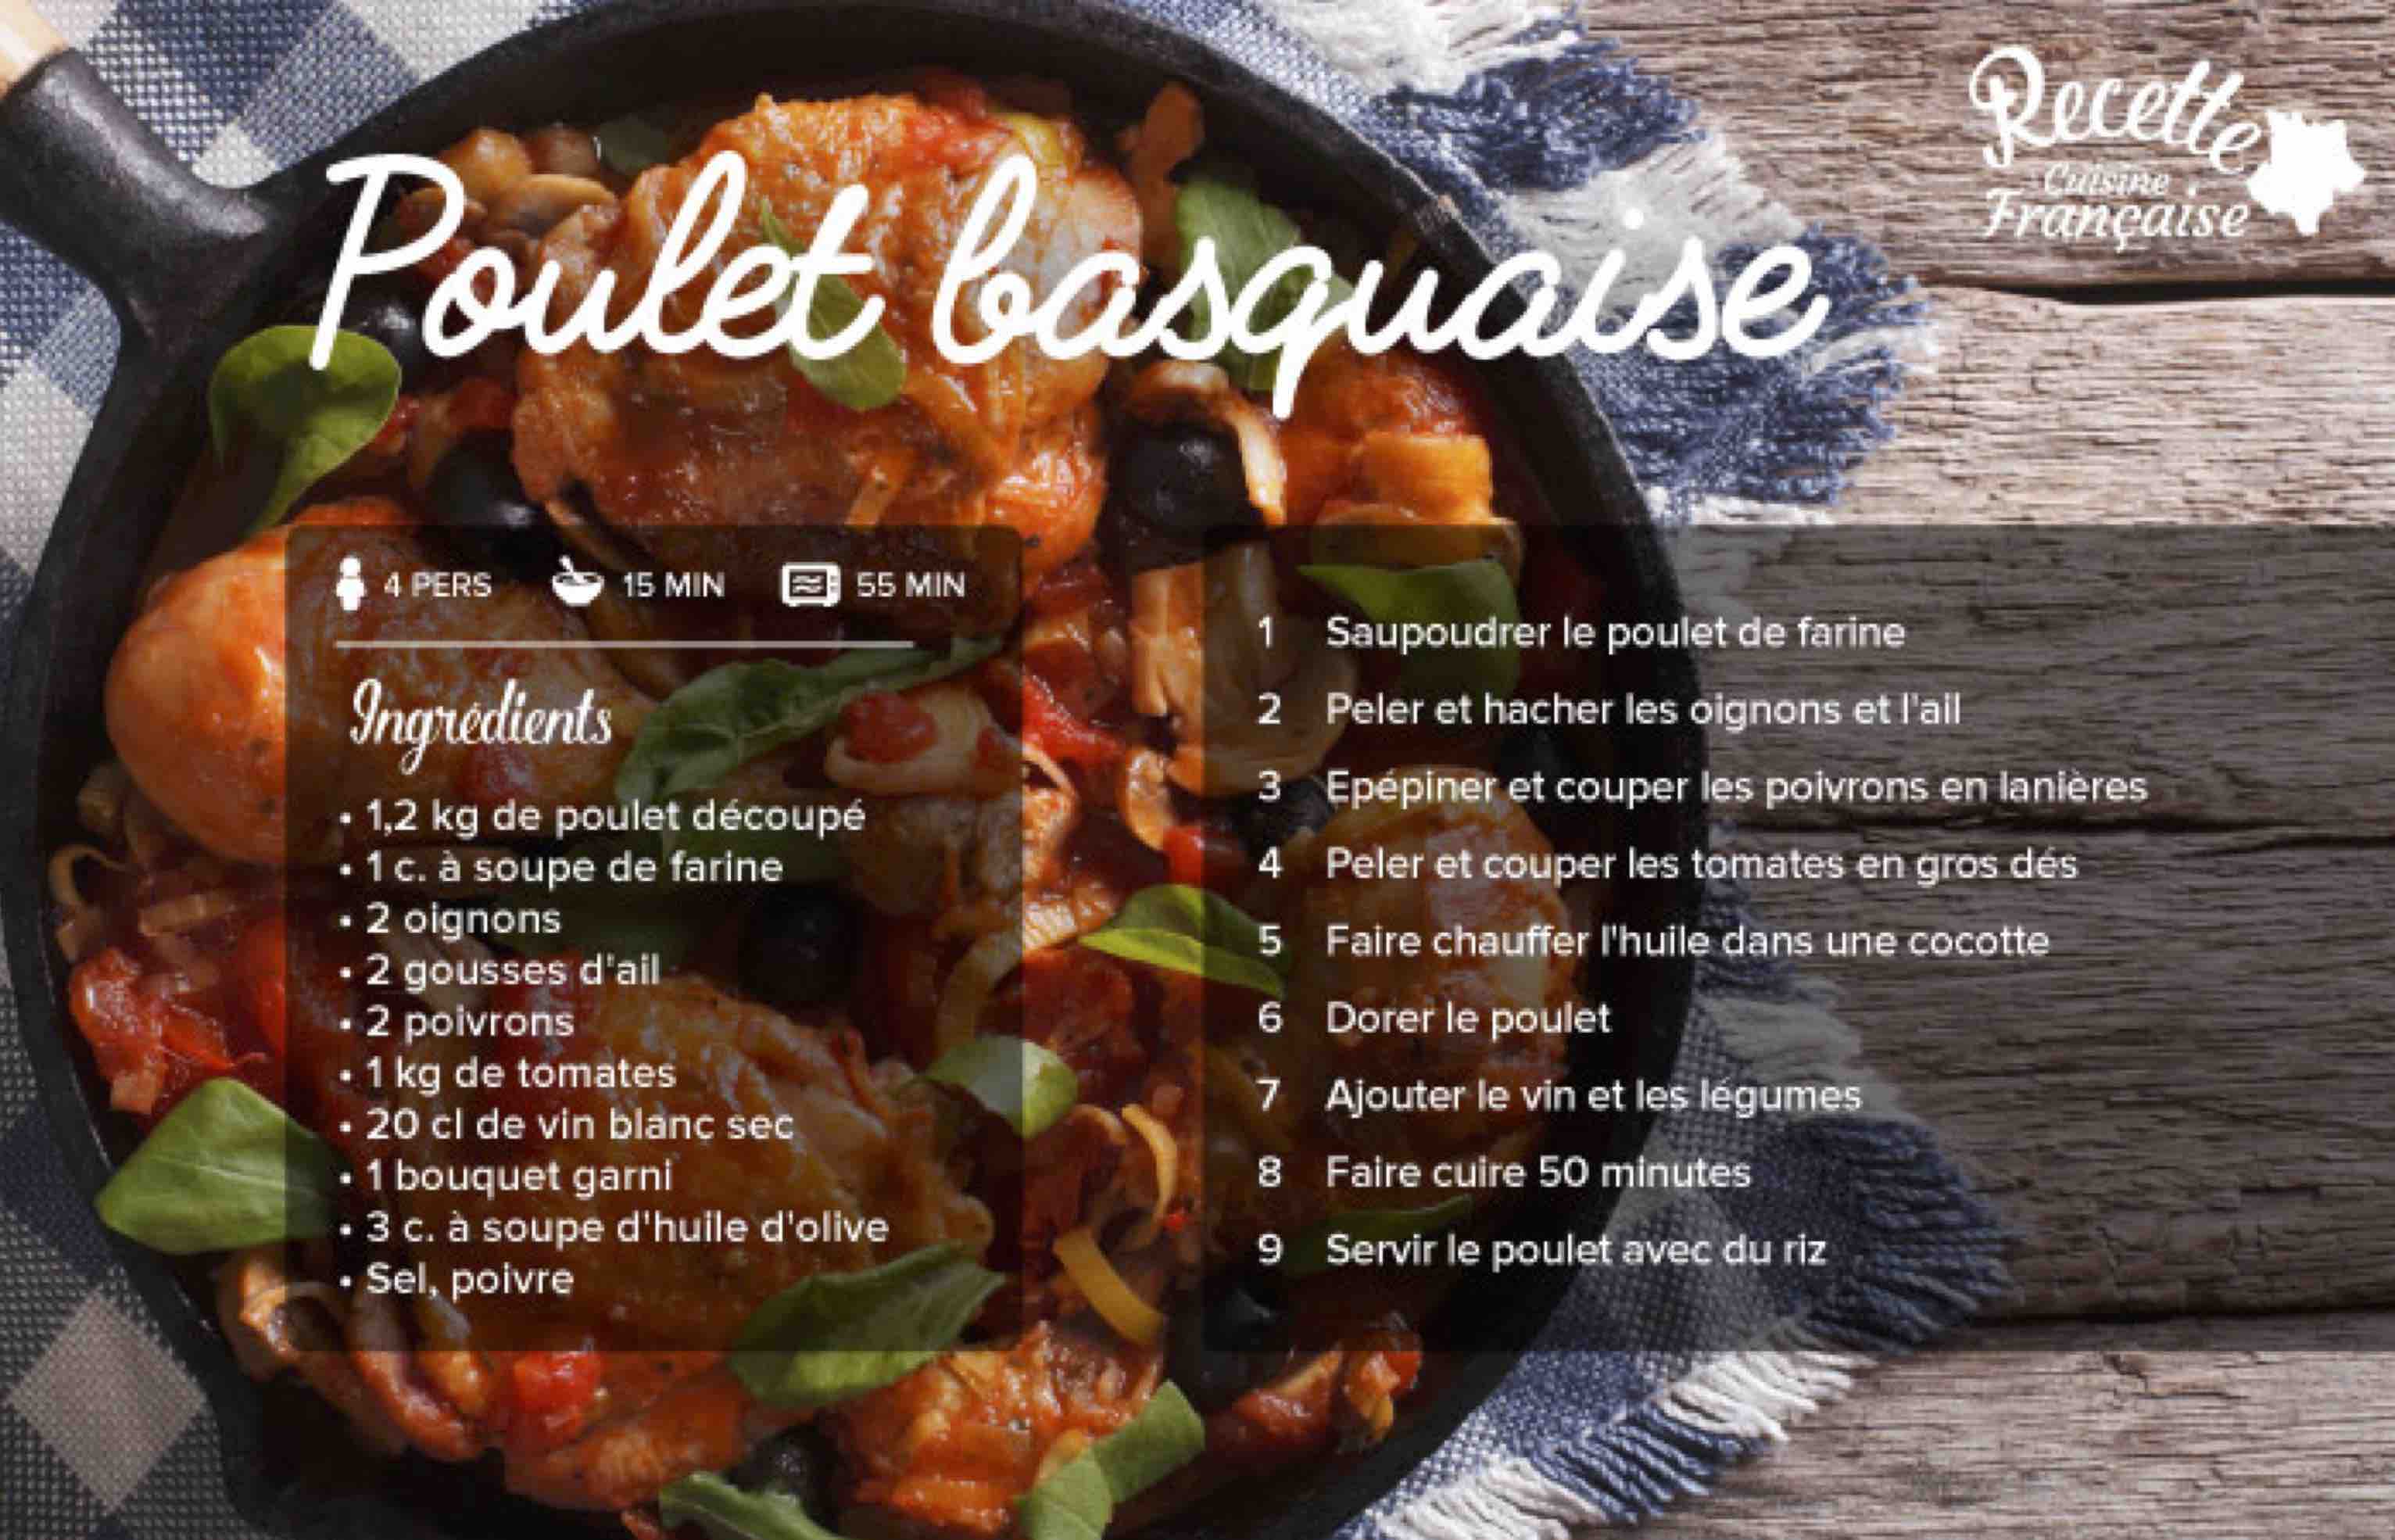 Recette
Cuisine
Française
Poulet basquaise
4 PERS 15 MIN 55 MIN
Ingrédients
• 1,2 kg de poulet découpé
• 1 c. à soupe de farine
• 2 oignons
• 2 gousses d'ail
• 2 poivrons
• 1 kg de tomates
• 20 cl de vin blanc sec
• 1 bouquet garni
• 3 c. à soupe d'huile d'olive
• Sel, poivre
1 Saupoudrer le poulet de farine
2 Peler et hacher les oignons et l'ail
3 Epépiner et couper les poivrons en lanières
4 Peler et couper les tomates en gros dés
5 Faire chauffer l'huile dans une cocotte
6 Dorer le poulet
7 Ajouter le vin et les légumes
8 Faire cuire 50 minutes
9 Servir le poulet avec du riz